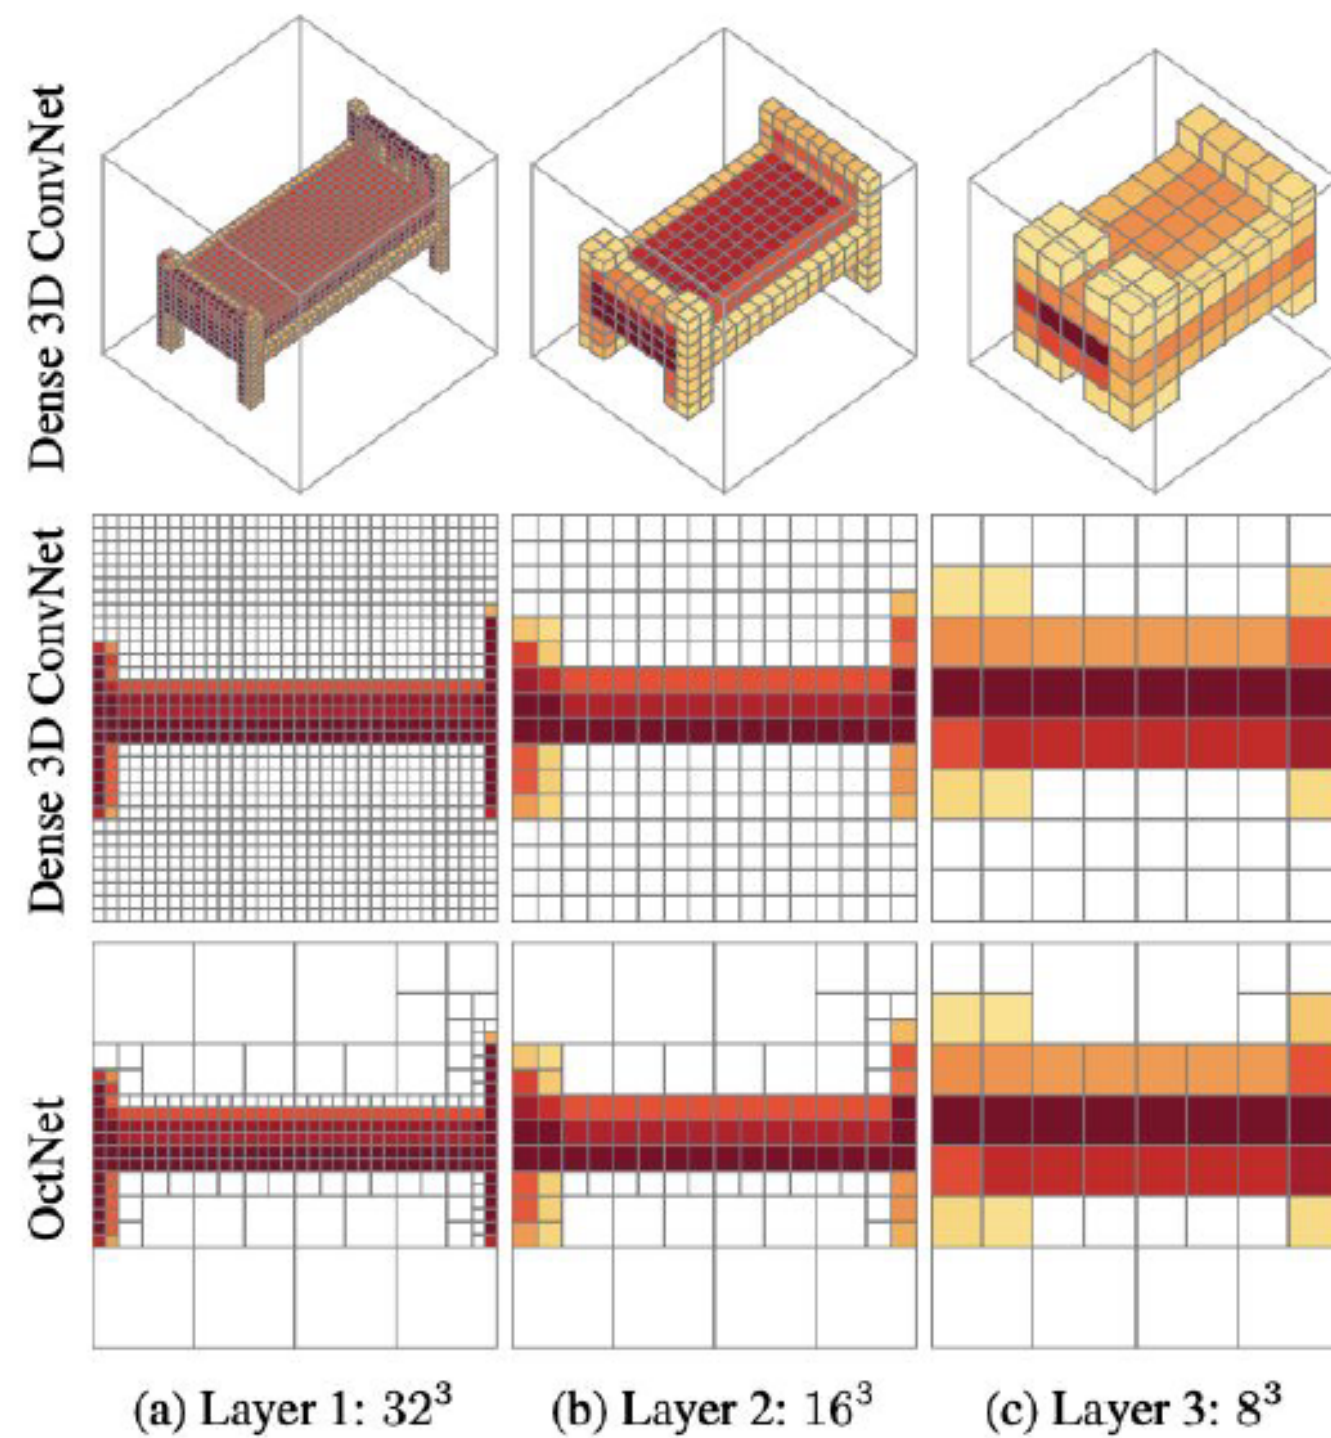 Dense 3D ConvNet
Dense 3D ConvNet
OctNet
(a) Layer 1: 32³
(b) Layer 2: 16³
(c) Layer 3: 8³